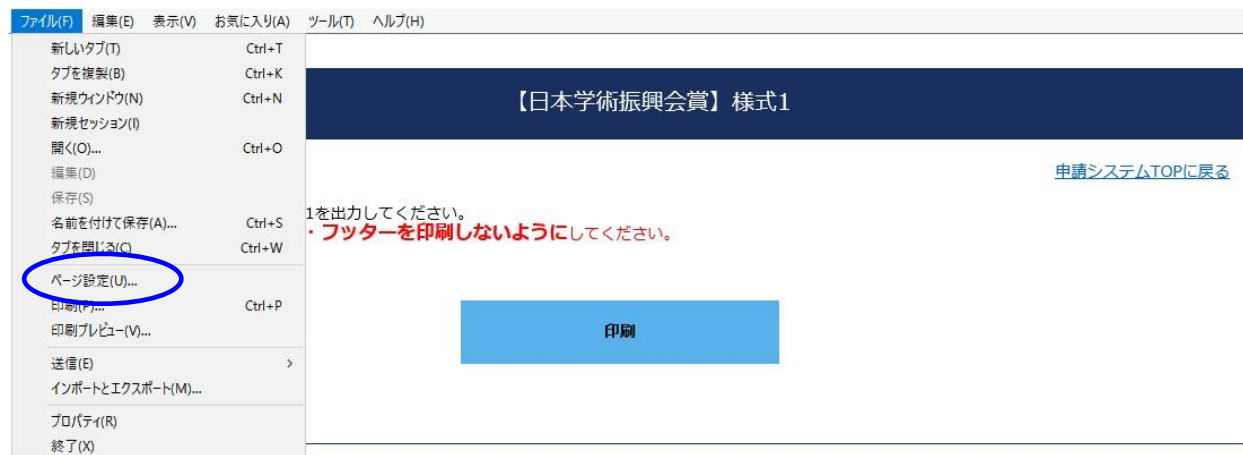 ファイル(F) 編集(E) 表示(V) お気に入り(A) ツール(T) ヘルプ(H)
新しいタブ(T) Ctrl+T
タブを複製(B) Ctrl+K
新規ウィンドウ(N) Ctrl+N
新規セッション(I)
開く(O)... Ctrl+O
編集(D)
保存(S)
名前を付けて保存(A)... Ctrl+S
タブを閉じる(C) Ctrl+W
ページ設定(U)...
印刷(P)... Ctrl+P
印刷プレビュー(V)...
送信(E) >
インポートとエクスポート(M)...
プロパティ(R)
終了(X)
【日本学術振興会賞】様式1
申請システムTOPに戻る
1を出力してください。
・フッターを印刷しないようにしてください。
印刷